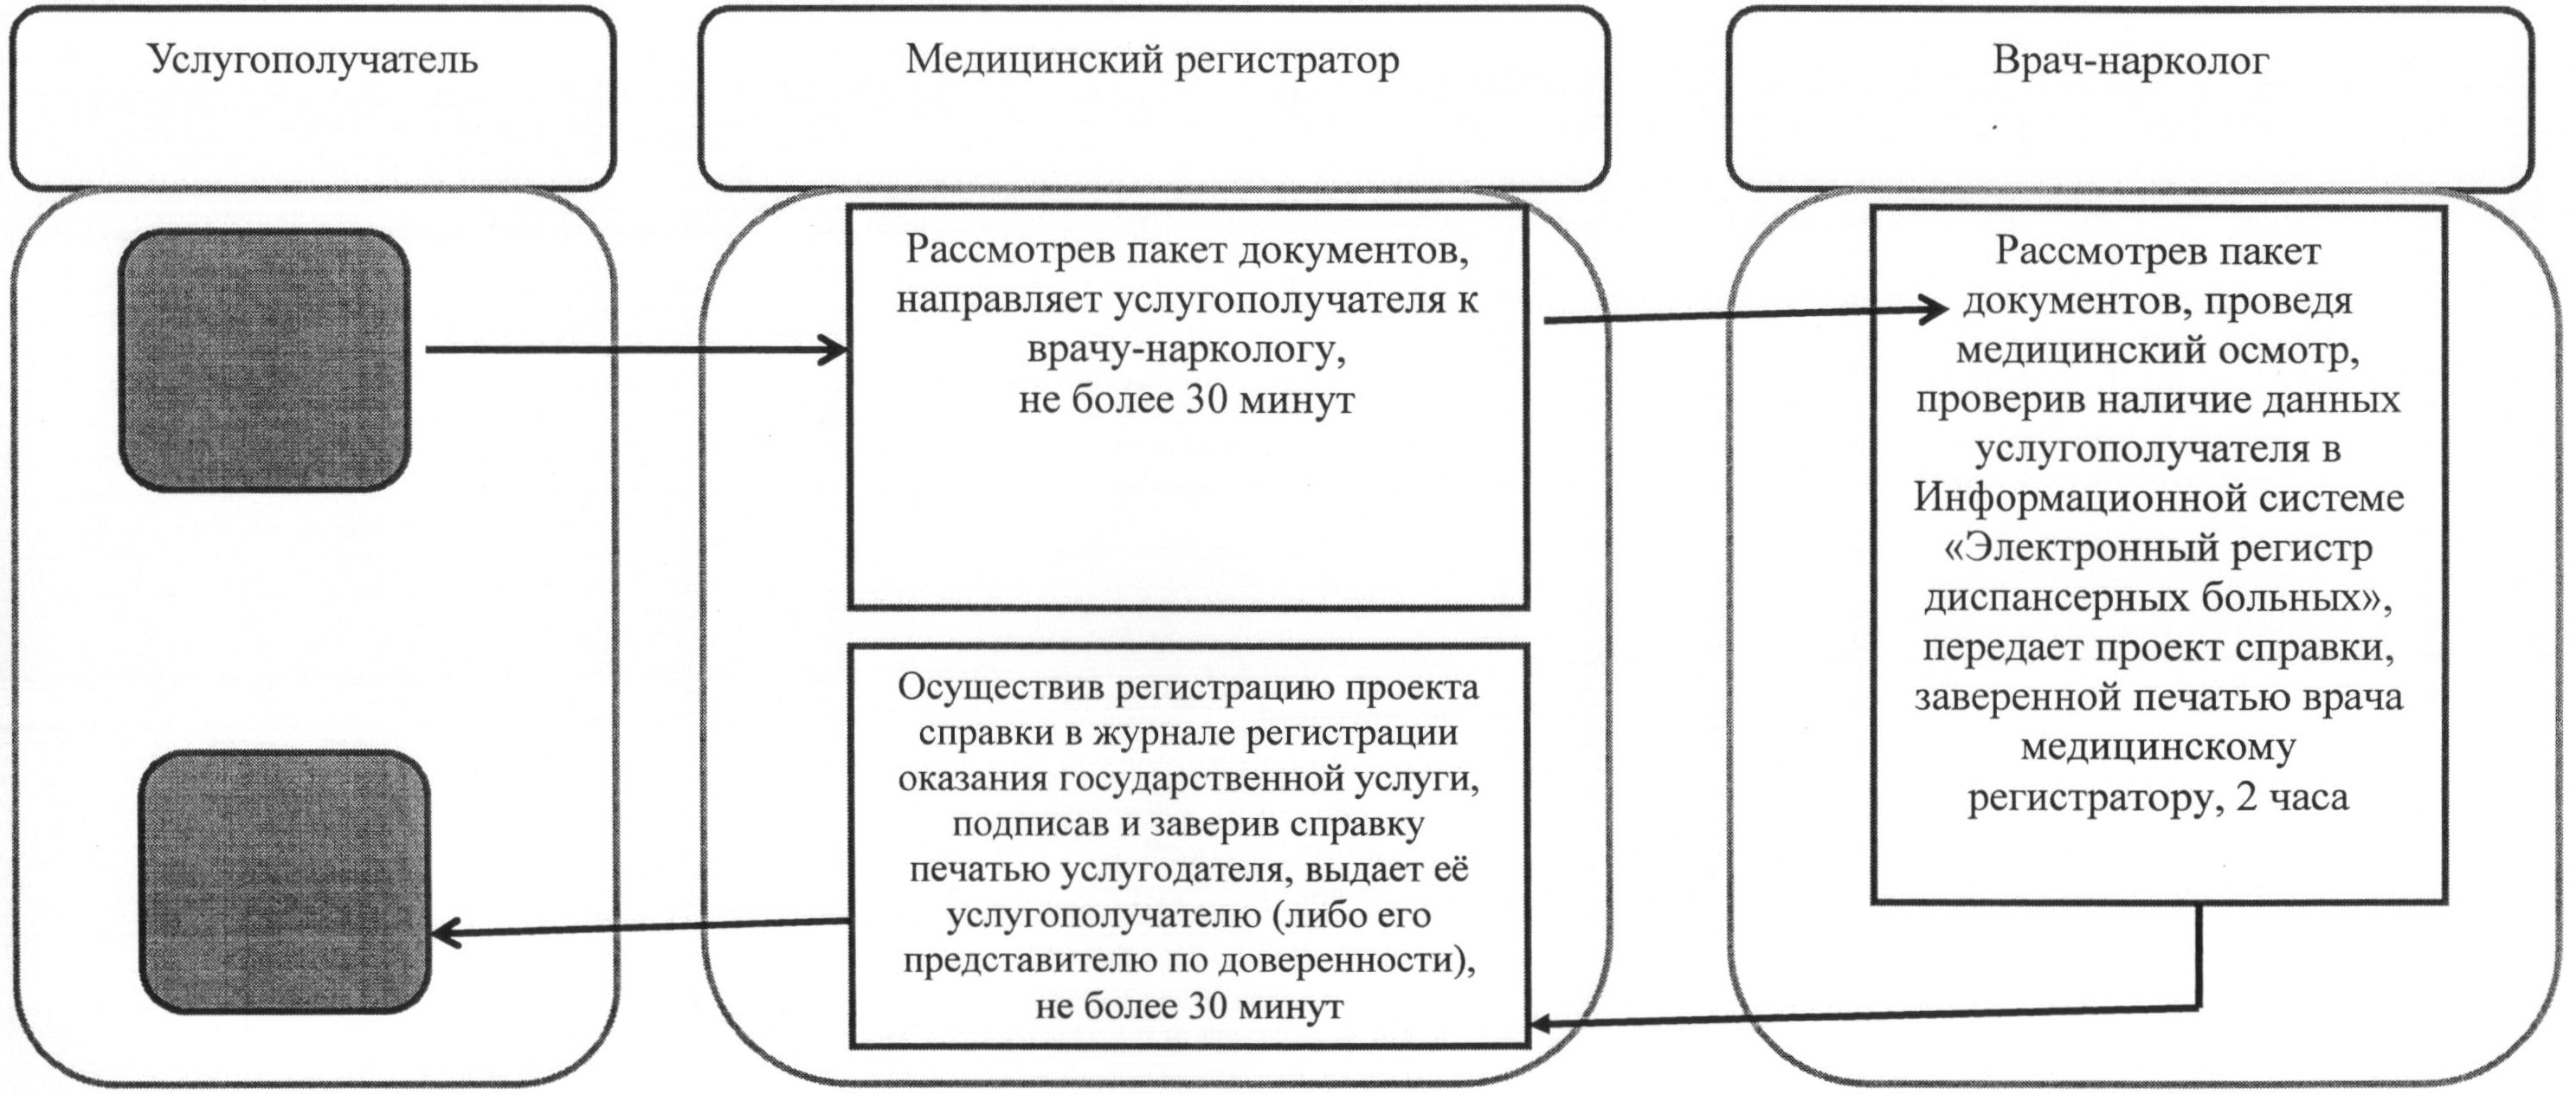 Услугополучатель
Медицинский регистратор
Врач-нарколог
Рассмотрев пакет документов,
направляет услугополучателя к
врачу-наркологу,
не более 30 минут
Рассмотрев пакет
документов, проведя
медицинский осмотр,
проверив наличие данных
услугополучателя в
Информационной системе
«Электронный регистр
диспансерных больных»,
передает проект справки,
заверенной печатью врача
медицинскому
регистратору, 2 часа
Осуществив регистрацию проекта
справки в журнале регистрации
оказания государственной услуги,
подписав и заверив справку
печатью услугодателя, выдает её
услугополучателю (либо его
представителю по доверенности),
не более 30 минут